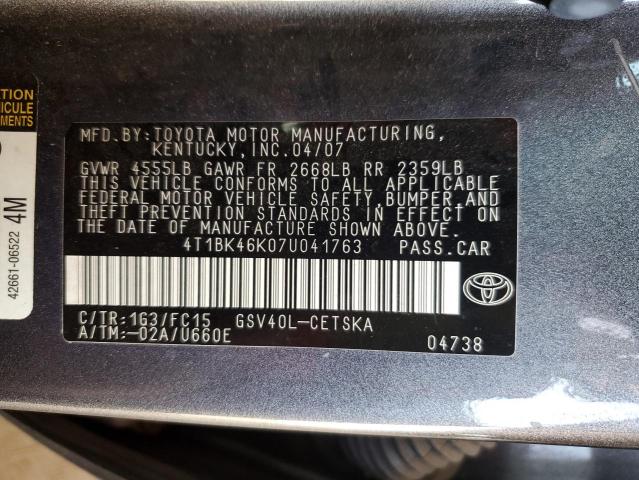 MFD.BY:TOYOTA MOTOR MANUFACTURING,
KENTUCKY,INC.04/07
GVWR 4555LB GAWR FR 2668LB RR 2359LB
THIS VEHICLE CONFORMS TO ALL APPLICABLE
FEDERAL MOTOR VEHICLE SAFETY, BUMPER, AND
THEFT PREVENTION STANDARDS IN EFFECT ON
THE DATE OF MANUFACTURE SHOWN ABOVE.
4T1BK46K07U041763 PASS.CAR
C/TR:1G3/FC15 GSV40L-CETSKA
A/TM:-02A/U660E 04738
TOYOTA
TION
HICULE
MENTS
42661-06522 4M